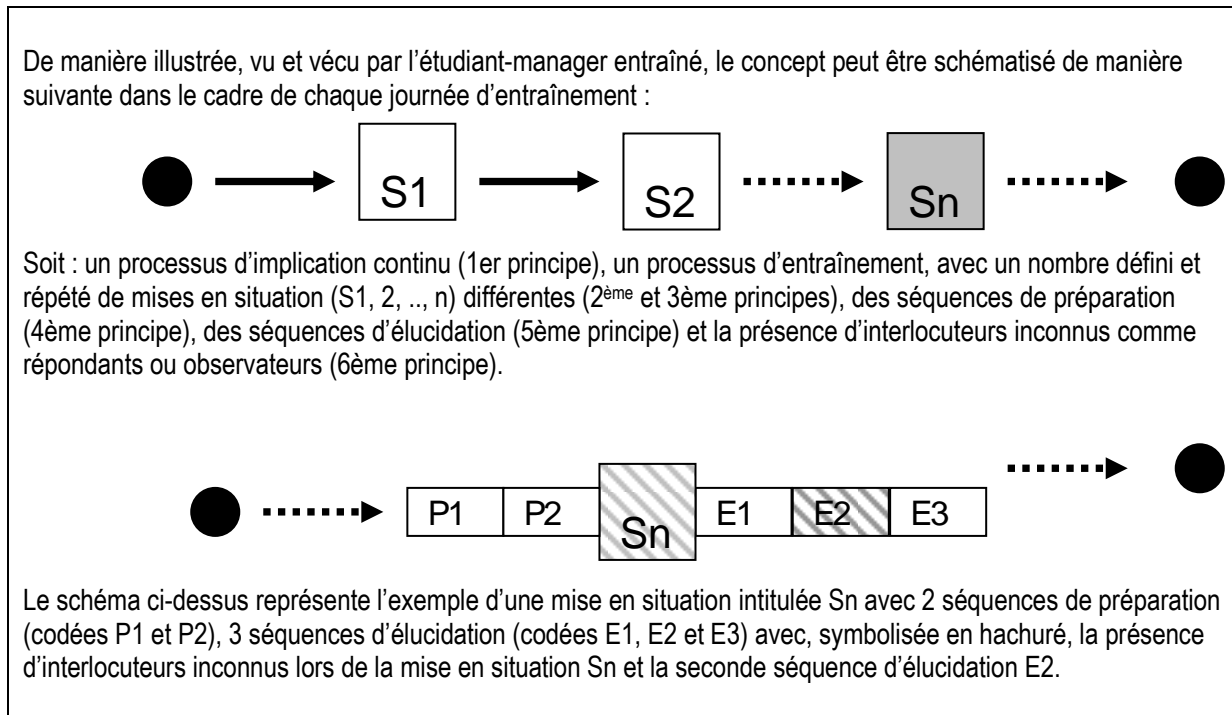 De manière illustrée, vu et vécu par l’étudiant-manager entraîné, le concept peut être schématisé de manière
suivante dans le cadre de chaque journée d’entraînement :
S1
S2
Sn
Soit : un processus d’implication continu (1er principe), un processus d’entraînement, avec un nombre défini et
répété de mises en situation (S1, 2, .., n) différentes (2ème et 3ème principes), des séquences de préparation
(4ème principe), des séquences d’élucidation (5ème principe) et la présence d’interlocuteurs inconnus comme
répondants ou observateurs (6ème principe).
P1 P2 Sn E1 E2 E3
Le schéma ci-dessus représente l’exemple d’une mise en situation intitulée Sn avec 2 séquences de préparation
(codées P1 et P2), 3 séquences d’élucidation (codées E1, E2 et E3) avec, symbolisée en hachuré, la présence
d’interlocuteurs inconnus lors de la mise en situation Sn et la seconde séquence d’élucidation E2.